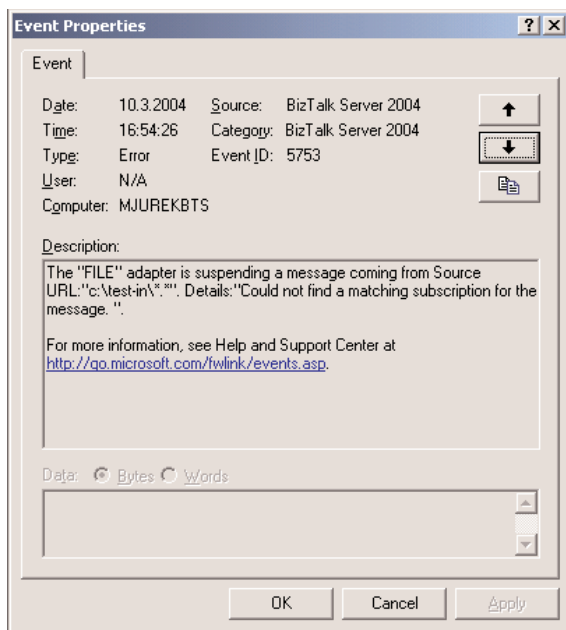 Event Properties
Event
Date: 10.3.2004 Source: BizTalk Server 2004
Time: 16:54:26 Category: BizTalk Server 2004
Type: Error Event ID: 5753
User: N/A
Computer: MJUREKBTS
Description:
The "FILE" adapter is suspending a message coming from Source
URL:"c:\test-in\*.*". Details:"Could not find a matching subscription for the
message. ".
For more information, see Help and Support Center at
http://go.microsoft.com/fwlink/events.asp.
Data: Bytes Words
OK Cancel Apply